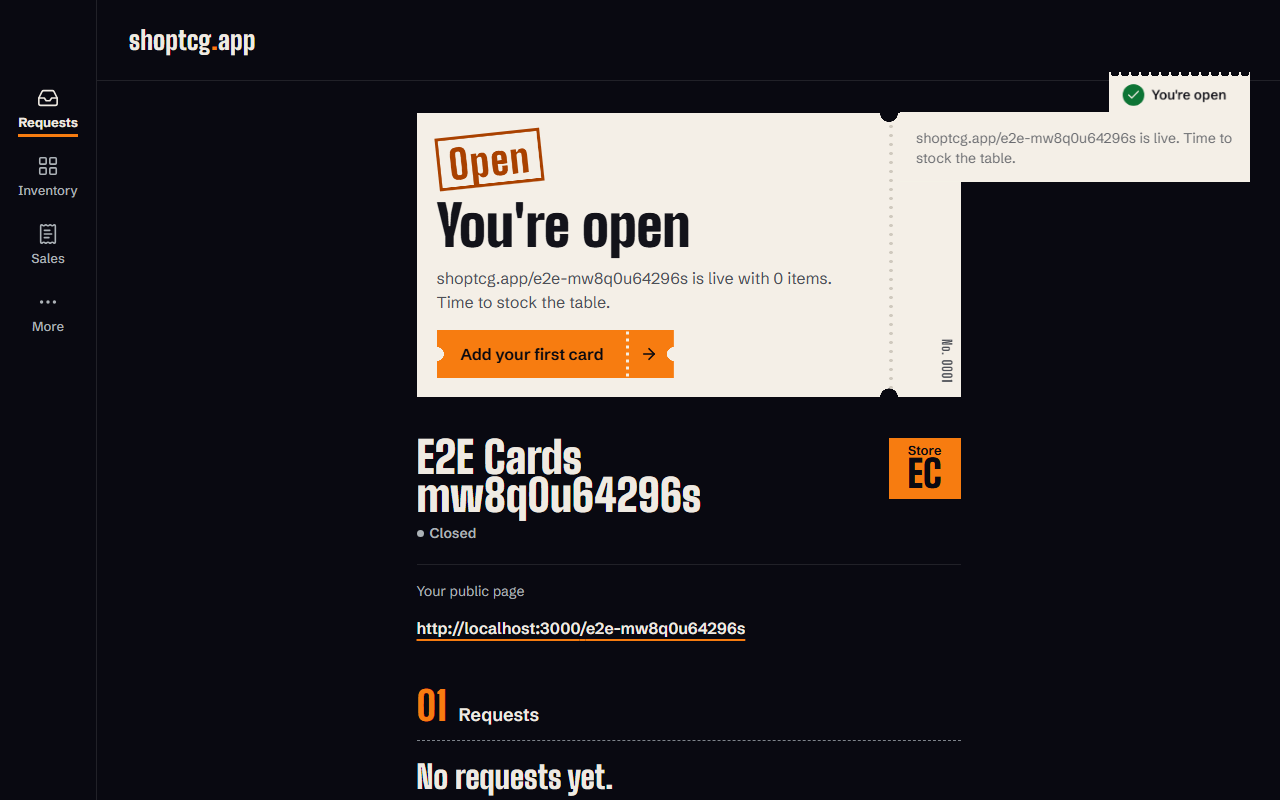 shoptcg.app
Requests
Inventory
Sales
More
You're open
shoptcg.app/e2e-mw8q0u64296s is live. Time to
stock the table.
Open
You're open
shoptcg.app/e2e-mw8q0u64296s is live with 0 items.
Time to stock the table.
Add your first card
No. 0001
E2E Cards
mw8q0u64296s
Store
EC
Closed
Your public page
http://localhost:3000/e2e-mw8q0u64296s
01 Requests
No requests yet.